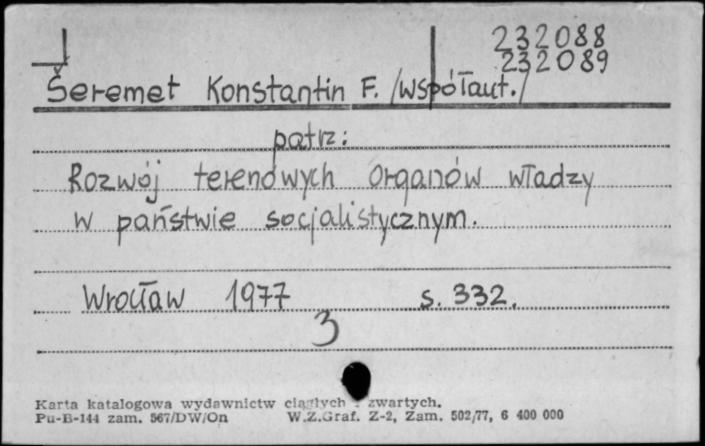 232088
232089
Šeremet Konstantin F. /współaut./
patrz:
Rozwój terenowych organów władzy
w państwie socjalistycznym.
Wrocław 1977 s. 332.
3
Karta katalogowa wydawnictw ciągłych i zwartych.
Pu-B-144 zam. 567/DW/On W.Z.Graf. Z-2, Zam. 502/77, 6 400 000